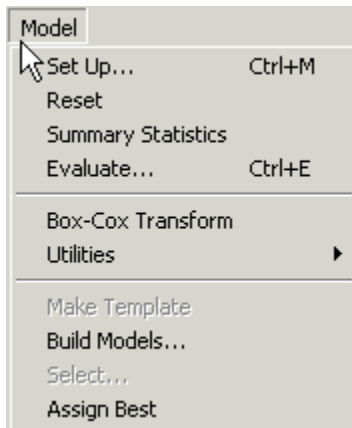 Model
Set Up... Ctrl+M
Reset
Summary Statistics
Evaluate... Ctrl+E
Box-Cox Transform
Utilities
Make Template
Build Models...
Select...
Assign Best